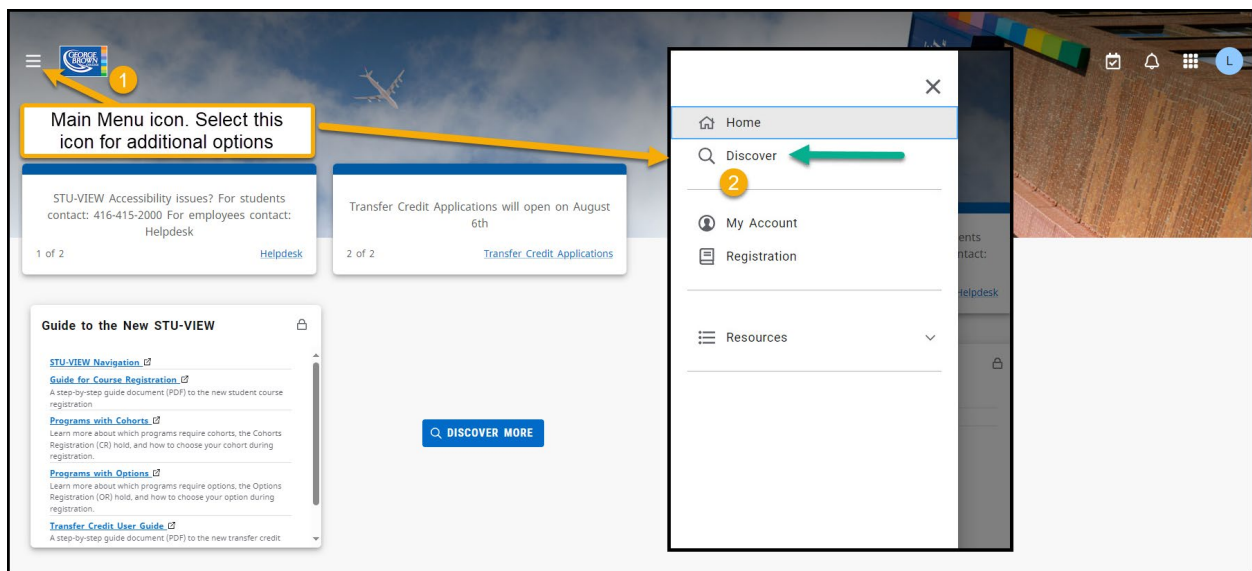 GEORGE
BROWN
1
L
Main Menu icon. Select this
icon for additional options
STU-VIEW Accessibility issues? For students
contact: 416-415-2000 For employees contact:
Helpdesk
1 of 2
Helpdesk
Transfer Credit Applications will open on August
6th
2 of 2
Transfer Credit Applications
Guide to the New STU-VIEW
STU-VIEW Navigation
Guide for Course Registration
A step-by-step guide document (PDF) to the new student course
registration
Programs with Cohorts
Learn more about which programs require cohorts, the Cohorts
Registration (CR) hold, and how to choose your cohort during
registration.
Programs with Options
Learn more about which programs require options, the Options
Registration (OR) hold, and how to choose your option during
registration.
Transfer Credit User Guide
A step-by-step guide document (PDF) to the new transfer credit
DISCOVER MORE
Home
Discover
2
My Account
Registration
Resources
ents
ntact:
Helpdesk